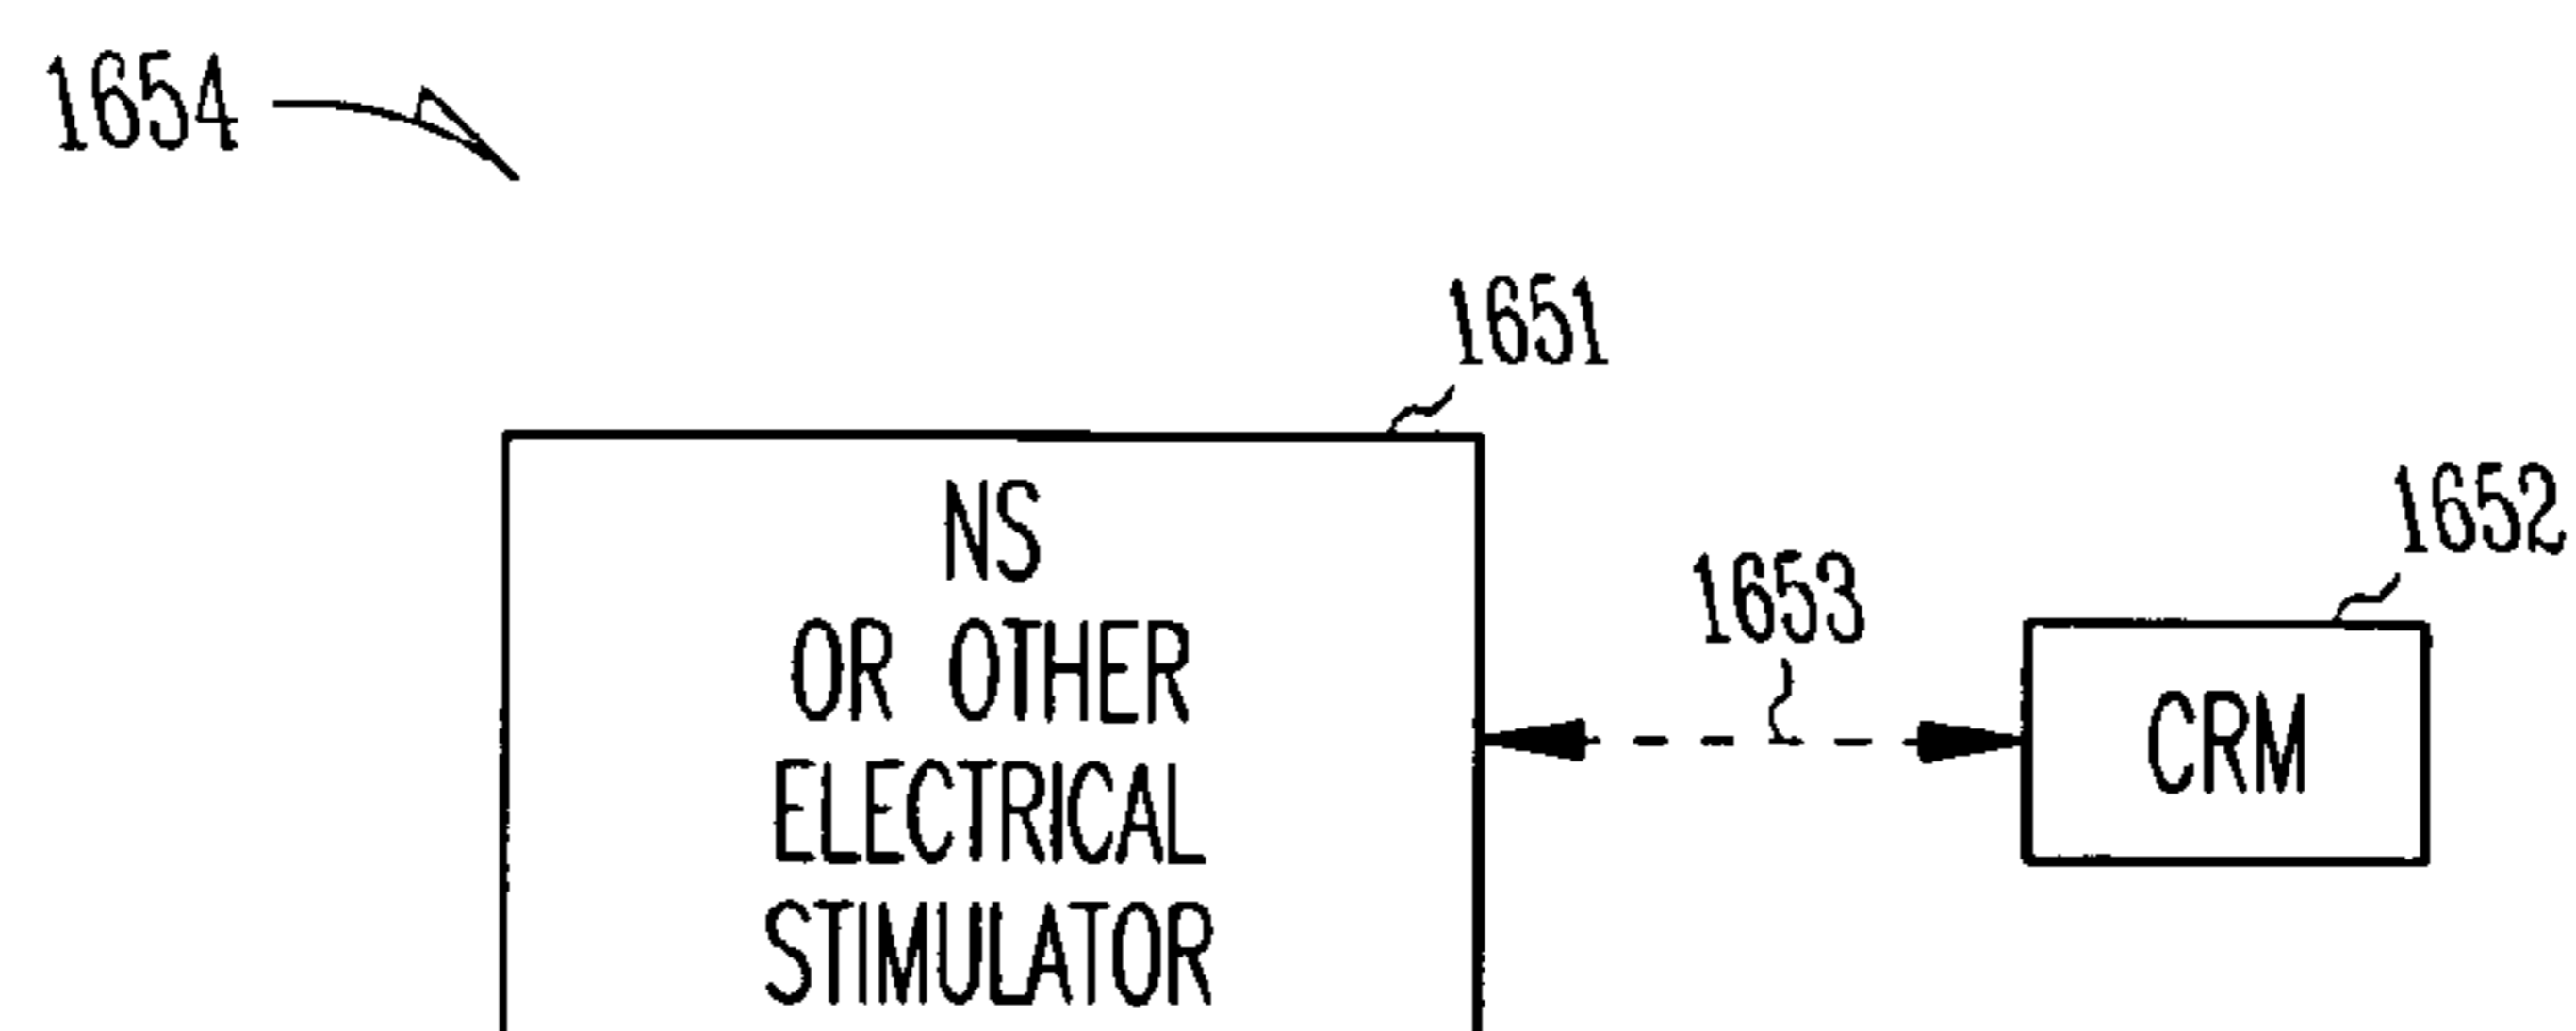 1654
1651
NS
OR OTHER
ELECTRICAL
STIMULATOR
1653
1652
CRM